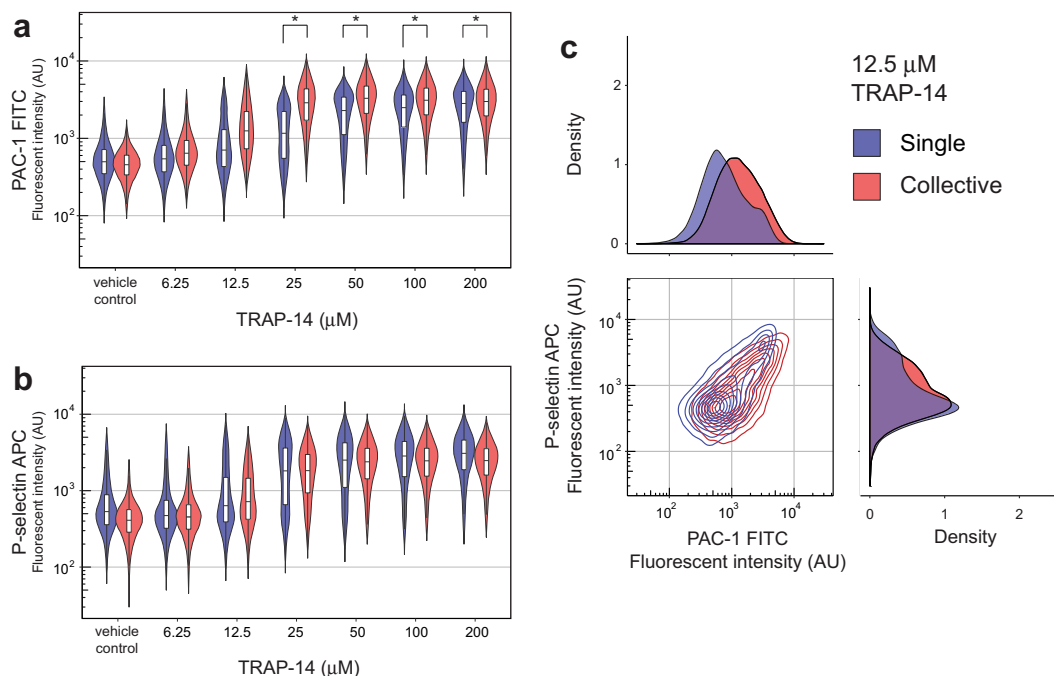 a
PAC-1 FITC
Fluorescent intensity (AU)
10⁴
10³
10²
* * * *
vehicle control 6.25 12.5 25 50 100 200
TRAP-14 (μM)
b
P-selectin APC
Fluorescent intensity (AU)
10⁴
10³
10²
vehicle control 6.25 12.5 25 50 100 200
TRAP-14 (μM)
c
Density
2
1
0
12.5 μM
TRAP-14
Single
Collective
P-selectin APC
Fluorescent intensity (AU)
10⁴
10³
10²
10² 10³ 10⁴
PAC-1 FITC
Fluorescent intensity (AU)
0 1 2
Density